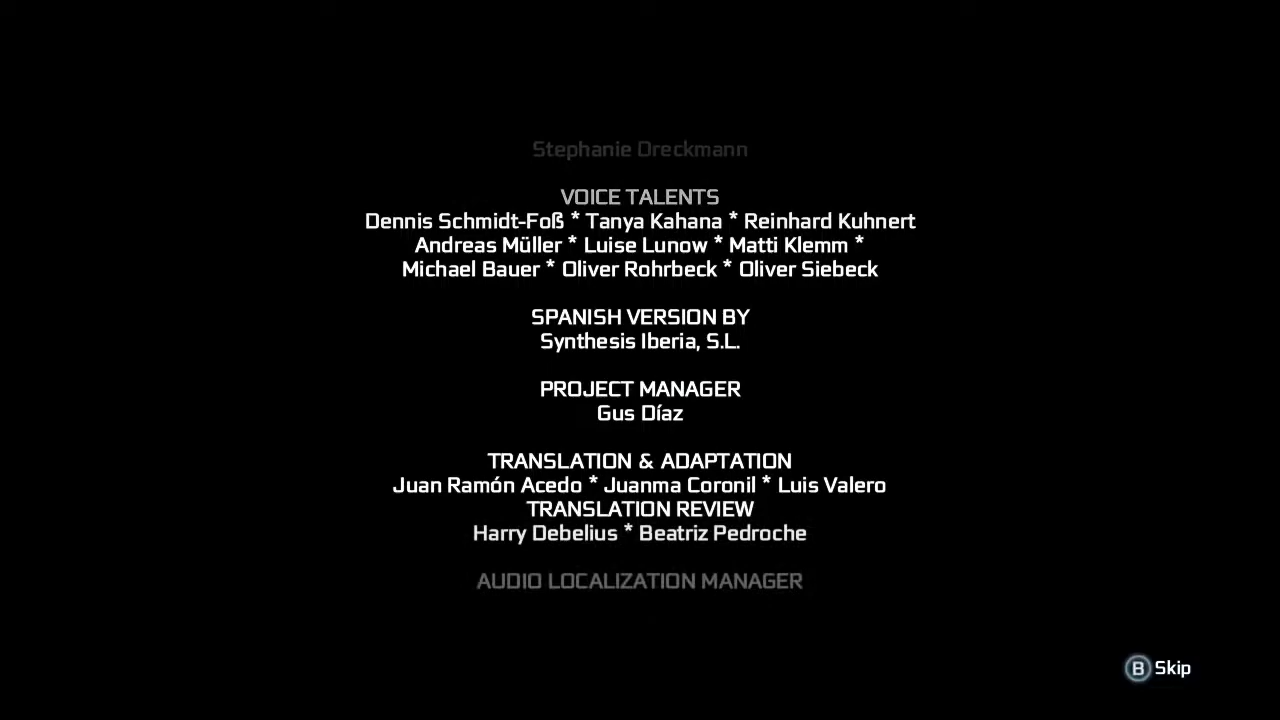 Stephanie Dreckmann
VOICE TALENTS
Dennis Schmidt-Foß * Tanya Kahana * Reinhard Kuhnert
Andreas Müller * Luise Lunow * Matti Klemm *
Michael Bauer * Oliver Rohrbeck * Oliver Siebeck
SPANISH VERSION BY
Synthesis Iberia, S.L.
PROJECT MANAGER
Gus Díaz
TRANSLATION & ADAPTATION
Juan Ramón Acedo * Juanma Coronil * Luis Valero
TRANSLATION REVIEW
Harry Debelius * Beatriz Pedroche
AUDIO LOCALIZATION MANAGER
B Skip